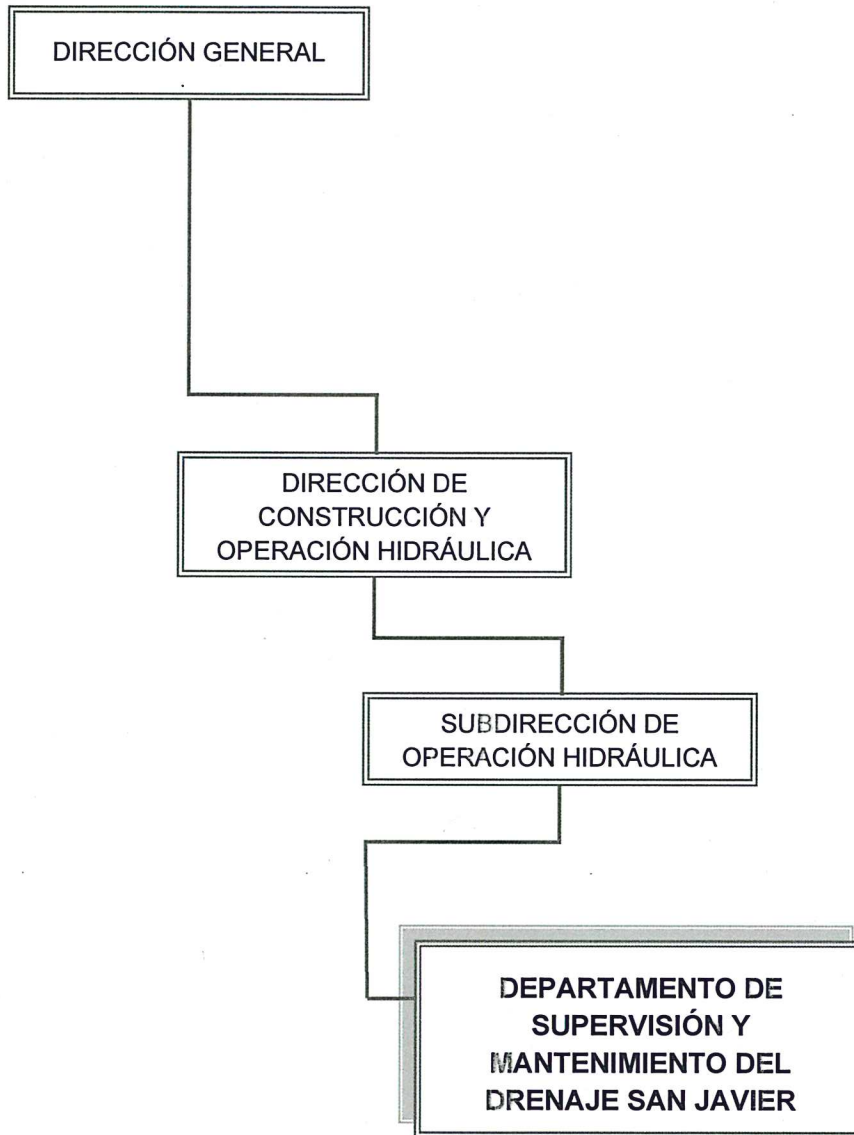 DIRECCIÓN GENERAL
DIRECCIÓN DE
CONSTRUCCIÓN Y
OPERACIÓN HIDRÁULICA
SUBDIRECCIÓN DE
OPERACIÓN HIDRÁULICA
DEPARTAMENTO DE
SUPERVISIÓN Y
MANTENIMIENTO DEL
DRENAJE SAN JAVIER